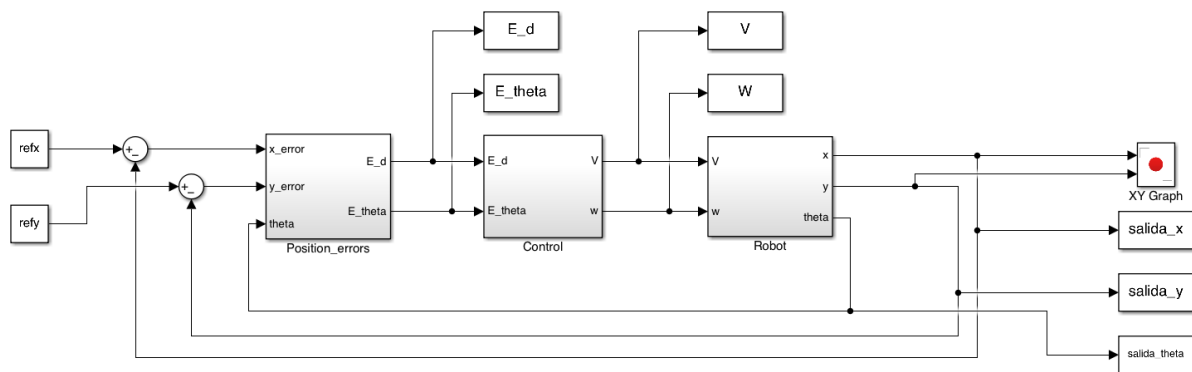 E_d
V
E_theta
W
refx
+
−
x_error
E_d
E_d
V
V
x
y_error
y
XY Graph
+
−
refy
theta
E_theta
E_theta
w
w
theta
Position_errors
Control
Robot
salida_x
salida_y
salida_theta